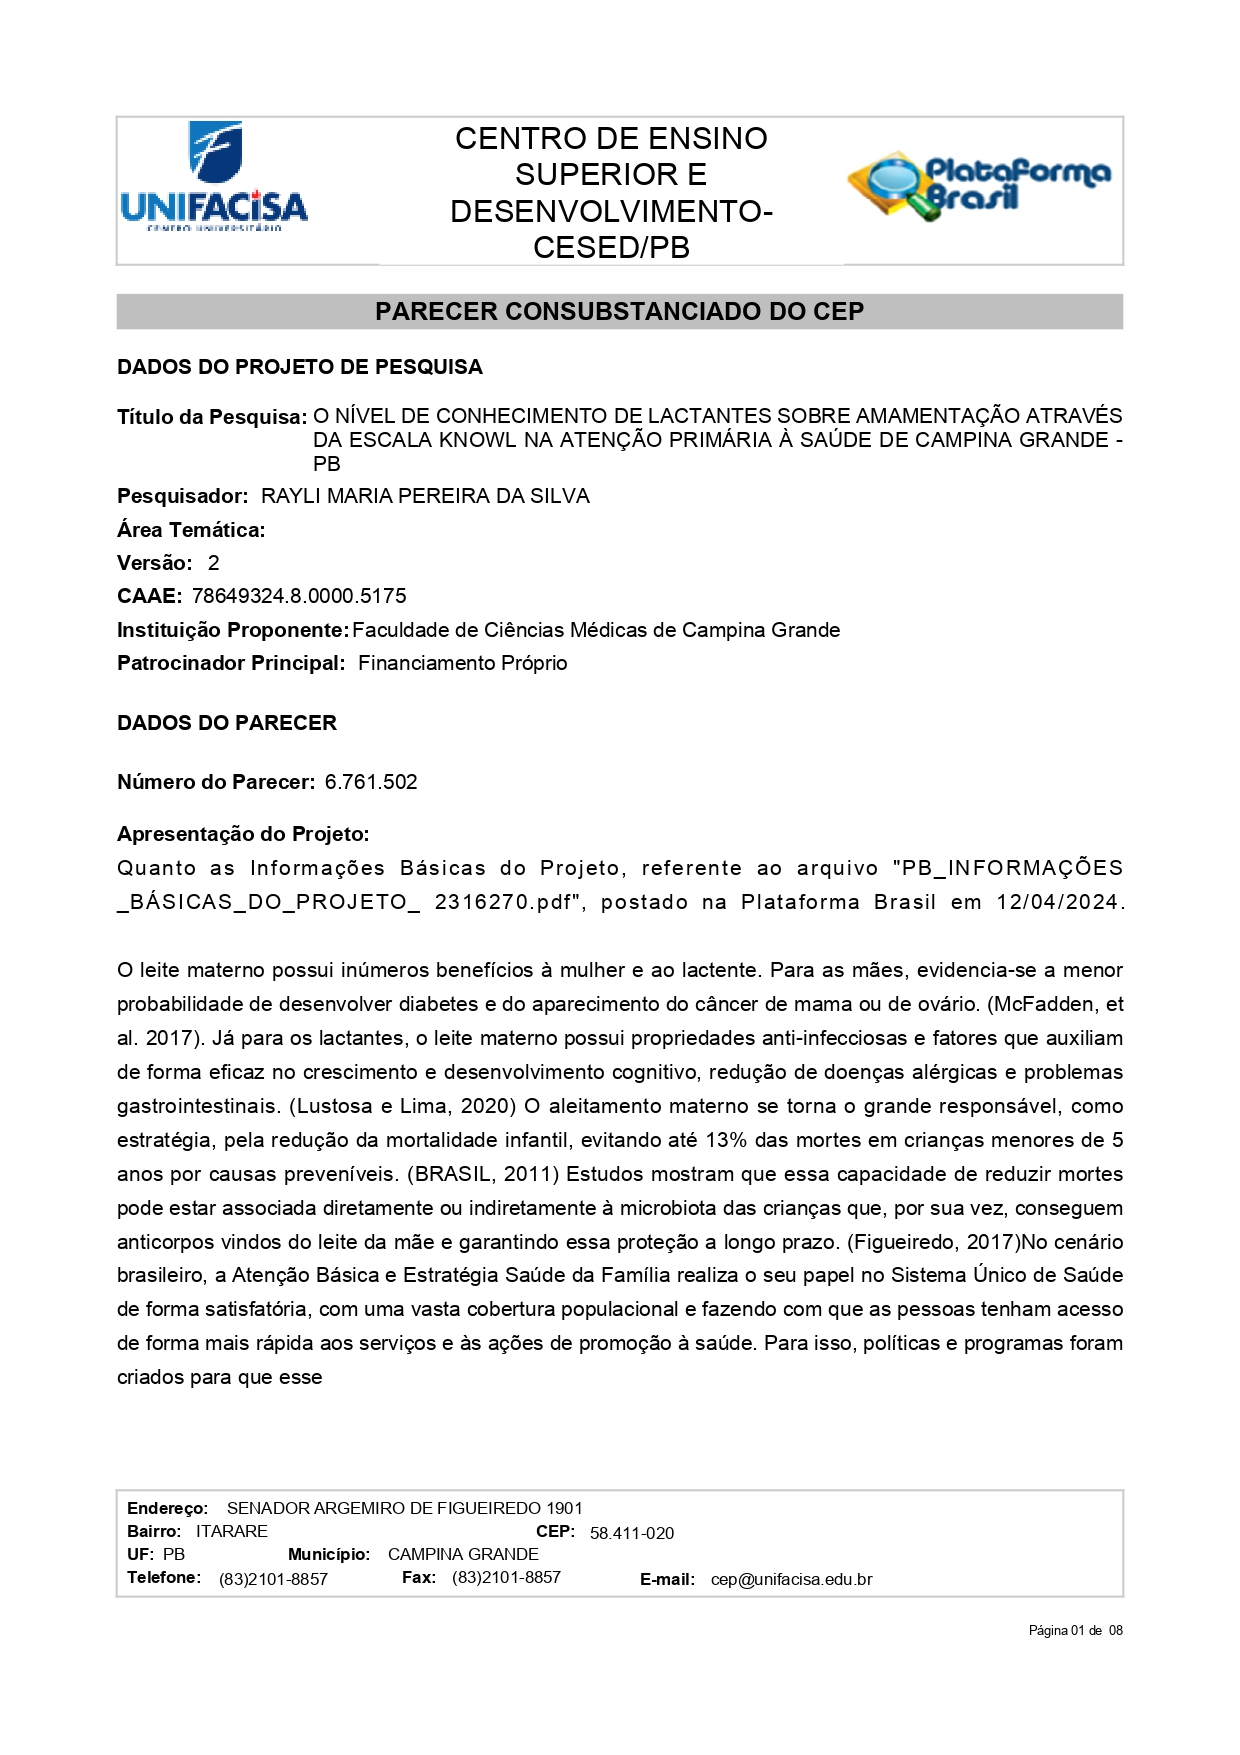 UNIFACISA
CENTRO UNIVERSITÁRIO
CENTRO DE ENSINO
SUPERIOR E
DESENVOLVIMENTO-
CESED/PB
Plataforma
Brasil
PARECER CONSUBSTANCIADO DO CEP
DADOS DO PROJETO DE PESQUISA
Título da Pesquisa: O NÍVEL DE CONHECIMENTO DE LACTANTES SOBRE AMAMENTAÇÃO ATRAVÉS
DA ESCALA KNOWL NA ATENÇÃO PRIMÁRIA À SAÚDE DE CAMPINA GRANDE -
PB
Pesquisador: RAYLI MARIA PEREIRA DA SILVA
Área Temática:
Versão: 2
CAAE: 78649324.8.0000.5175
Instituição Proponente: Faculdade de Ciências Médicas de Campina Grande
Patrocinador Principal: Financiamento Próprio
DADOS DO PARECER
Número do Parecer: 6.761.502
Apresentação do Projeto:
Quanto as Informações Básicas do Projeto, referente ao arquivo "PB_INFORMAÇÕES
_BÁSICAS_DO_PROJETO_ 2316270.pdf", postado na Plataforma Brasil em 12/04/2024.
O leite materno possui inúmeros benefícios à mulher e ao lactente. Para as mães, evidencia-se a menor
probabilidade de desenvolver diabetes e do aparecimento do câncer de mama ou de ovário. (McFadden, et
al. 2017). Já para os lactantes, o leite materno possui propriedades anti-infecciosas e fatores que auxiliam
de forma eficaz no crescimento e desenvolvimento cognitivo, redução de doenças alérgicas e problemas
gastrointestinais. (Lustosa e Lima, 2020) O aleitamento materno se torna o grande responsável, como
estratégia, pela redução da mortalidade infantil, evitando até 13% das mortes em crianças menores de 5
anos por causas preveníveis. (BRASIL, 2011) Estudos mostram que essa capacidade de reduzir mortes
pode estar associada diretamente ou indiretamente à microbiota das crianças que, por sua vez, conseguem
anticorpos vindos do leite da mãe e garantindo essa proteção a longo prazo. (Figueiredo, 2017)No cenário
brasileiro, a Atenção Básica e Estratégia Saúde da Família realiza o seu papel no Sistema Único de Saúde
de forma satisfatória, com uma vasta cobertura populacional e fazendo com que as pessoas tenham acesso
de forma mais rápida aos serviços e às ações de promoção à saúde. Para isso, políticas e programas foram
criados para que esse
Endereço: SENADOR ARGEMIRO DE FIGUEIREDO 1901
Bairro: ITARARE CEP: 58.411-020
UF: PB Município: CAMPINA GRANDE
Telefone: (83)2101-8857 Fax: (83)2101-8857 E-mail: cep@unifacisa.edu.br
Página 01 de 08